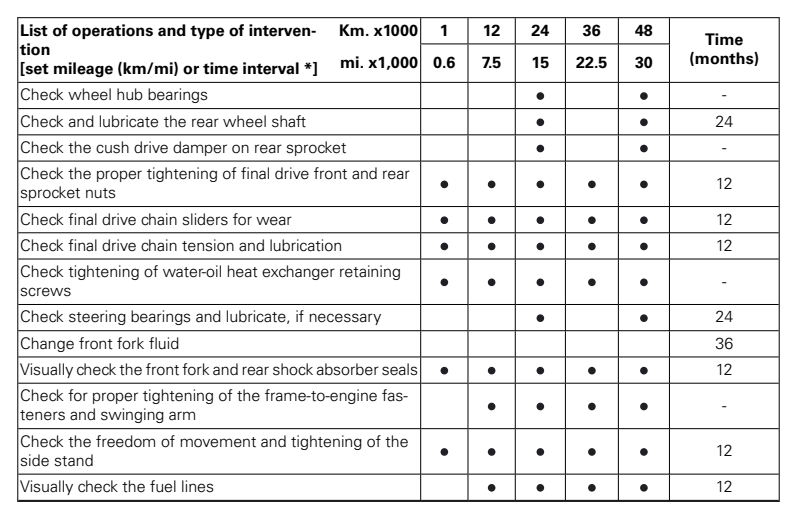 List of operations and type of interven- Km. x1000 1 12 24 36 48 Time
tion
[set mileage (km/mi) or time interval *] mi. x1,000 0.6 7.5 15 22.5 30 (months)
Check wheel hub bearings ● ● -
Check and lubricate the rear wheel shaft ● ● 24
Check the cush drive damper on rear sprocket ● ● -
Check the proper tightening of final drive front and rear
sprocket nuts ● ● ● ● ● 12
Check final drive chain sliders for wear ● ● ● ● ● 12
Check final drive chain tension and lubrication ● ● ● ● ● 12
Check tightening of water-oil heat exchanger retaining
screws ● ● ● ● ● -
Check steering bearings and lubricate, if necessary ● ● 24
Change front fork fluid 36
Visually check the front fork and rear shock absorber seals ● ● ● ● ● 12
Check for proper tightening of the frame-to-engine fas-
teners and swinging arm ● ● ● ● -
Check the freedom of movement and tightening of the
side stand ● ● ● ● ● 12
Visually check the fuel lines ● ● ● ● 12